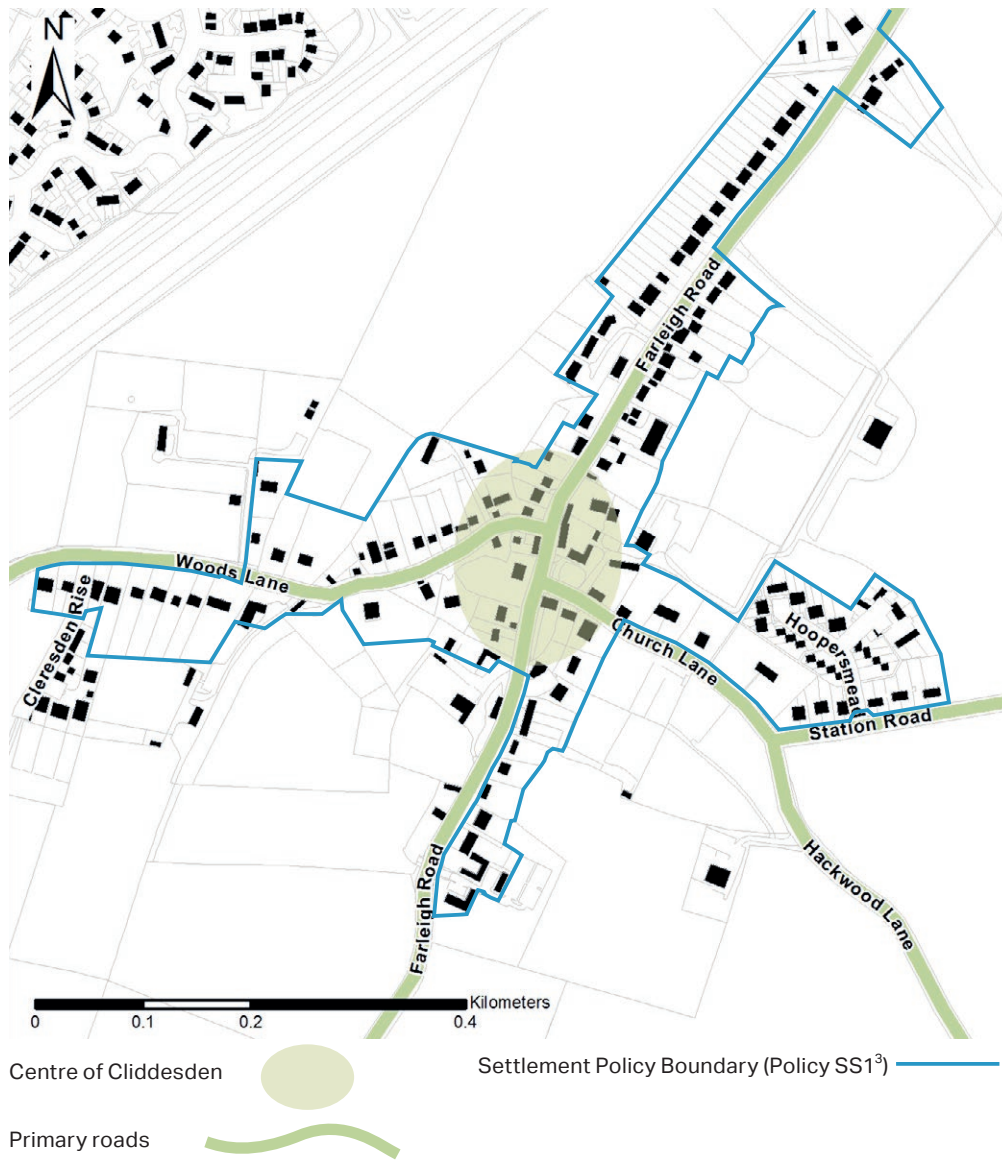 N
Farleigh Road
Woods Lane
Cleresden Rise
Church Lane
Hoopersmead
Station Road
Farleigh Road
Hackwood Lane
Kilometers
0 0.1 0.2 0.4
Centre of Cliddesden
Settlement Policy Boundary (Policy SS1³)
Primary roads